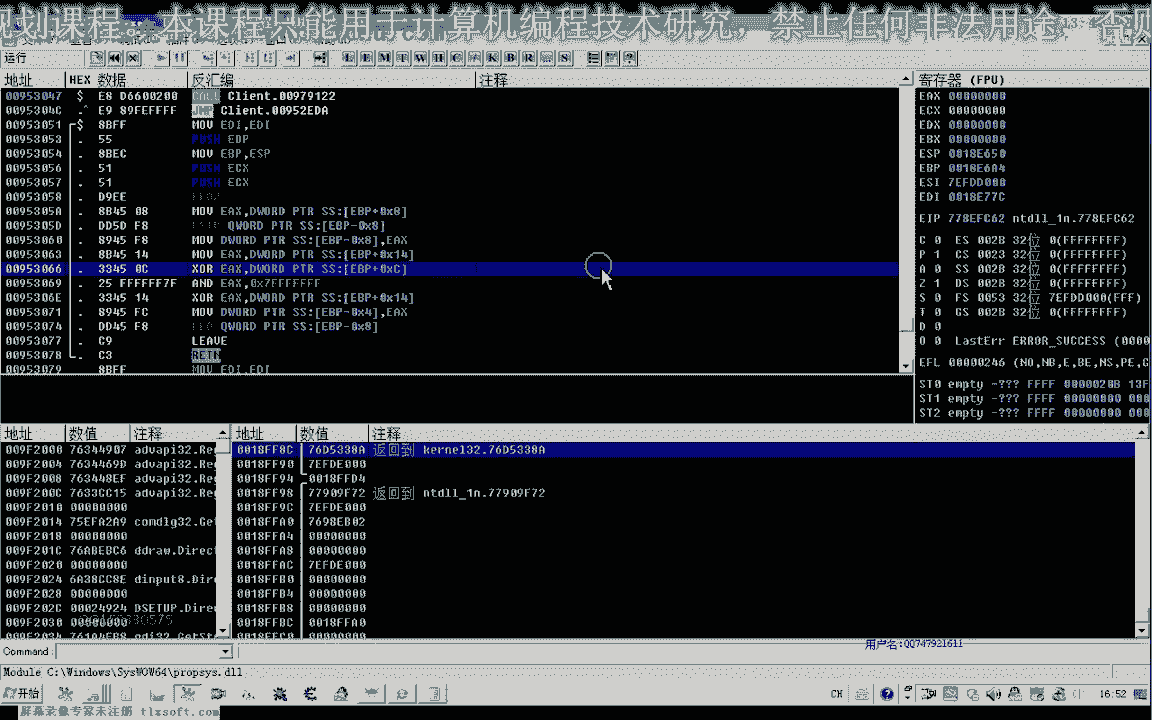 规划课程。本课程只能用于计算机编程技术研究，禁止任何非法用途，否则
运行
L E M T W H C K B R S
地址 HEX 数据 反汇编 注释
00953047 $ E8 D6600200 CALL Client.00979122
0095304C .^ E9 89FEFFFF JMP Client.00952EDA
00953051 $ 8BFF MOV EDI,EDI
00953053 . 55 PUSH EBP
00953054 . 8BEC MOV EBP,ESP
00953056 . 51 PUSH ECX
00953057 . 51 PUSH ECX
00953058 . D9EE FLDZ
0095305A . 8B45 08 MOV EAX,DWORD PTR SS:[EBP+0x8]
0095305D . DD5D F8 FSTP QWORD PTR SS:[EBP-0x8]
00953060 . 8945 F8 MOV DWORD PTR SS:[EBP-0x8],EAX
00953063 . 8B45 14 MOV EAX,DWORD PTR SS:[EBP+0x14]
00953066 . 3345 0C XOR EAX,DWORD PTR SS:[EBP+0xC]
00953069 . 25 FFFFFF7F AND EAX,0x7FFFFFFF
0095306E . 3345 14 XOR EAX,DWORD PTR SS:[EBP+0x14]
00953071 . 8945 FC MOV DWORD PTR SS:[EBP-0x4],EAX
00953074 . DD45 F8 FLD QWORD PTR SS:[EBP-0x8]
00953077 . C9 LEAVE
00953078 . C3 RETN
00953079 8BFF MOV EDI,EDI
寄存器 (FPU)
EAX 00000000
ECX 00000000
EDX 00000000
EBX 00000000
ESP 0018E650
EBP 0018E6A4
ESI 7EFDD000
EDI 0018E77C
EIP 778EFC62 ntdll_1n.778EFC62
C 0 ES 002B 32位 0(FFFFFFFF)
P 1 CS 0023 32位 0(FFFFFFFF)
A 0 SS 002B 32位 0(FFFFFFFF)
Z 1 DS 002B 32位 0(FFFFFFFF)
S 0 FS 0053 32位 7EFDD000(FFF)
T 0 GS 002B 32位 0(FFFFFFFF)
D 0
O 0 LastErr ERROR_SUCCESS (0000
EFL 00000246 (NO,NB,E,BE,NS,PE,G
ST0 empty -??? FFFF 0000020B 13F
ST1 empty -??? FFFF 00000000 000
ST2 empty -??? FFFF 00000000 000
地址 数值 注释
009F2000 76344907 advapi32.Reg
009F2004 7634469D advapi32.Reg
009F2008 763448EF advapi32.Reg
009F200C 7633CC15 advapi32.Reg
009F2010 00000000
009F2014 75EFA2A9 comdlg32.Get
009F2018 00000000
009F201C 76ABEBC6 ddraw.Direc
009F2020 00000000
009F2024 6A38CC8E dinput8.Dir
009F2028 00000000
009F202C 00024924 DSETUP.Dire
009F2030 00000000
009F2034 761A4EB8 gdi32.GetSt
地址 数值 注释
0018FF8C 76D5338A 返回到 kernel32.76D5338A
0018FF90 7EFDE000
0018FF94 0018FFD4
0018FF98 77909F72 返回到 ntdll_1n.77909F72
0018FF9C 7EFDE000
0018FFA0 7698EB02
0018FFA4 00000000
0018FFA8 00000000
0018FFAC 7EFDE000
0018FFB0 00000000
0018FFB4 00000000
0018FFB8 00000000
0018FFBC 0018FFA0
0018FFC0 00000000
用户名:QQ747921611
Command:
Module C:\Windows\SysWOW64\propsys.dll
开始
CH
16:52
屏幕录像专家未注册 tlxsoft.com